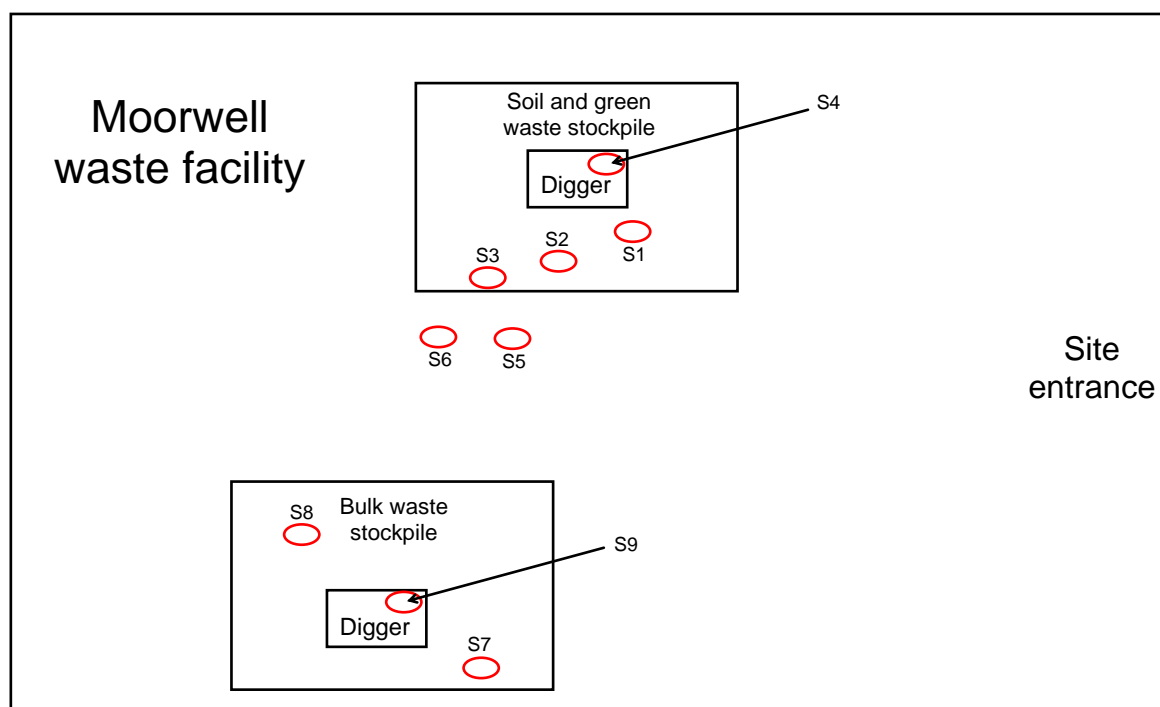 Moorwell
waste facility
Soil and green
waste stockpile
S4
Digger
S1
S2
S3
S6
S5
Site
entrance
Bulk waste
stockpile
S8
S9
Digger
S7